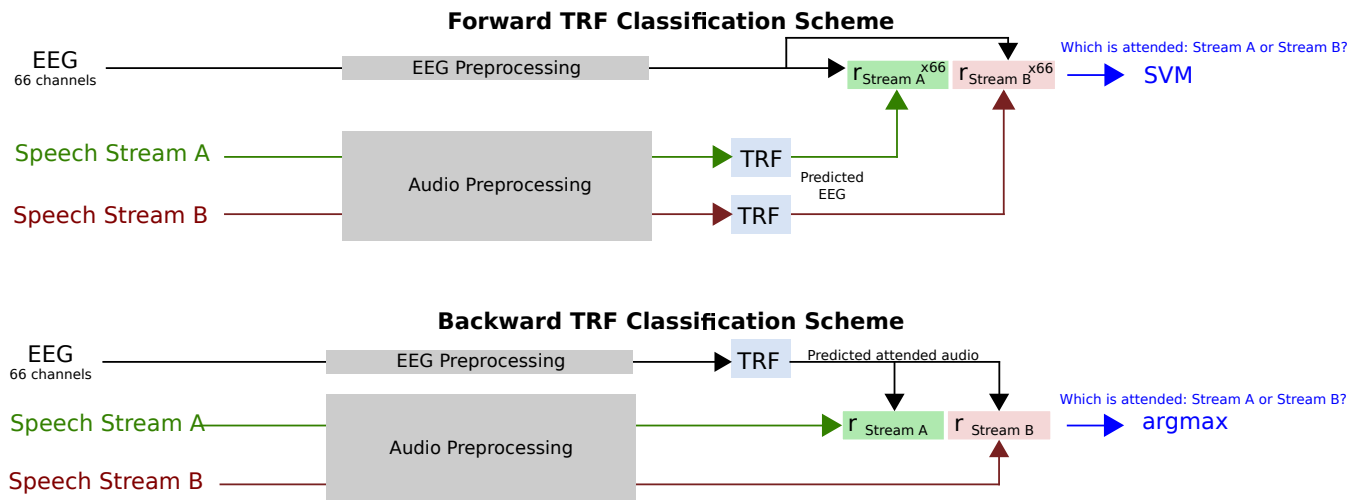 Forward TRF Classification Scheme
Which is attended: Stream A or Stream B?
EEG
66 channels
EEG Preprocessing
r Stream A x66
r Stream B x66
SVM
Speech Stream A
Audio Preprocessing
TRF
Predicted
EEG
Speech Stream B
TRF
Backward TRF Classification Scheme
EEG
66 channels
EEG Preprocessing
TRF
Predicted attended audio
Which is attended: Stream A or Stream B?
Speech Stream A
Audio Preprocessing
r Stream A
r Stream B
argmax
Speech Stream B